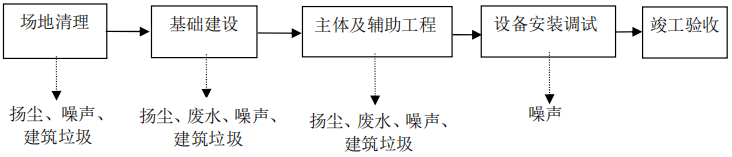 场地清理
基础建设
主体及辅助工程
设备安装调试
竣工验收
扬尘、噪声、
建筑垃圾
扬尘、废水、噪声、
建筑垃圾
扬尘、废水、噪声、
建筑垃圾
噪声